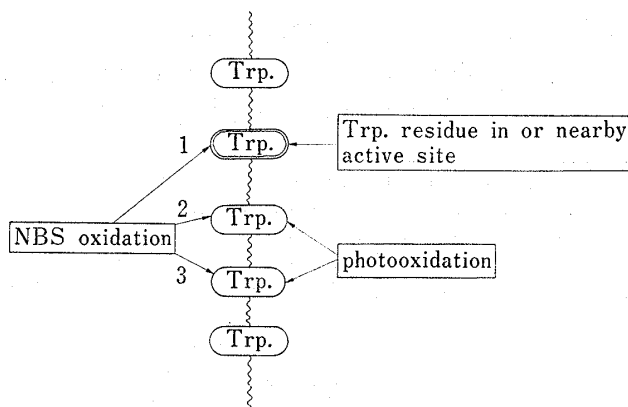 Trp.
1
Trp.
Trp. residue in or nearby
active site
2
Trp.
NBS oxidation
photooxidation
3
Trp.
Trp.